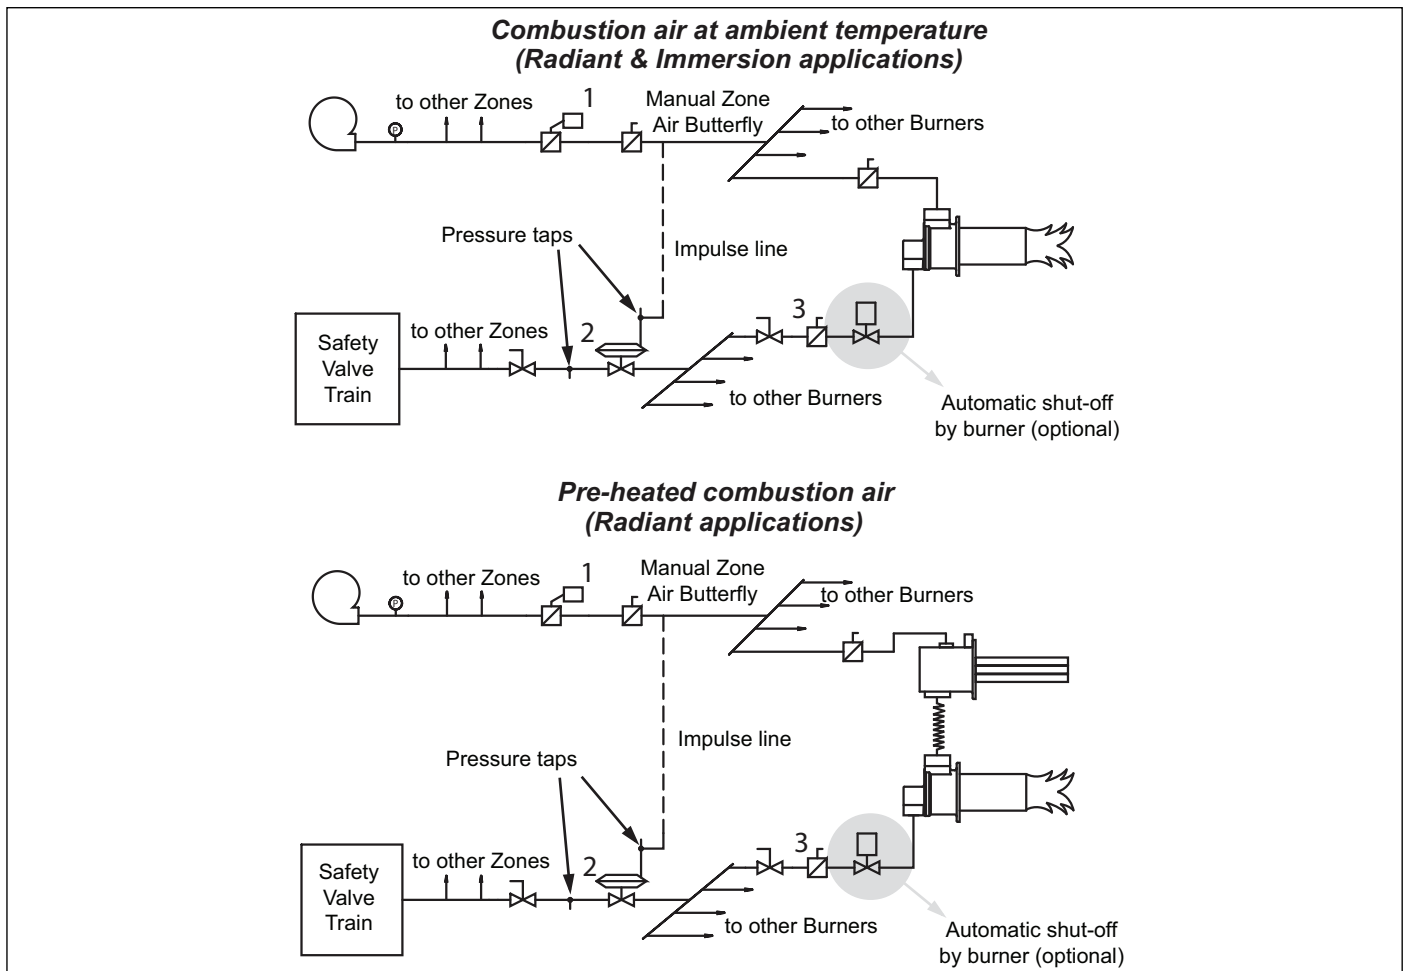 Combustion air at ambient temperature
(Radiant & Immersion applications)
to other Zones
1
Manual Zone
Air Butterfly
to other Burners
P
Pressure taps
Impulse line
to other Zones
2
3
Safety
Valve
Train
to other Burners
Automatic shut-off
by burner (optional)
Pre-heated combustion air
(Radiant applications)
to other Zones
1
Manual Zone
Air Butterfly
to other Burners
P
Impulse line
Pressure taps
to other Zones
2
3
Safety
Valve
Train
to other Burners
Automatic shut-off
by burner (optional)